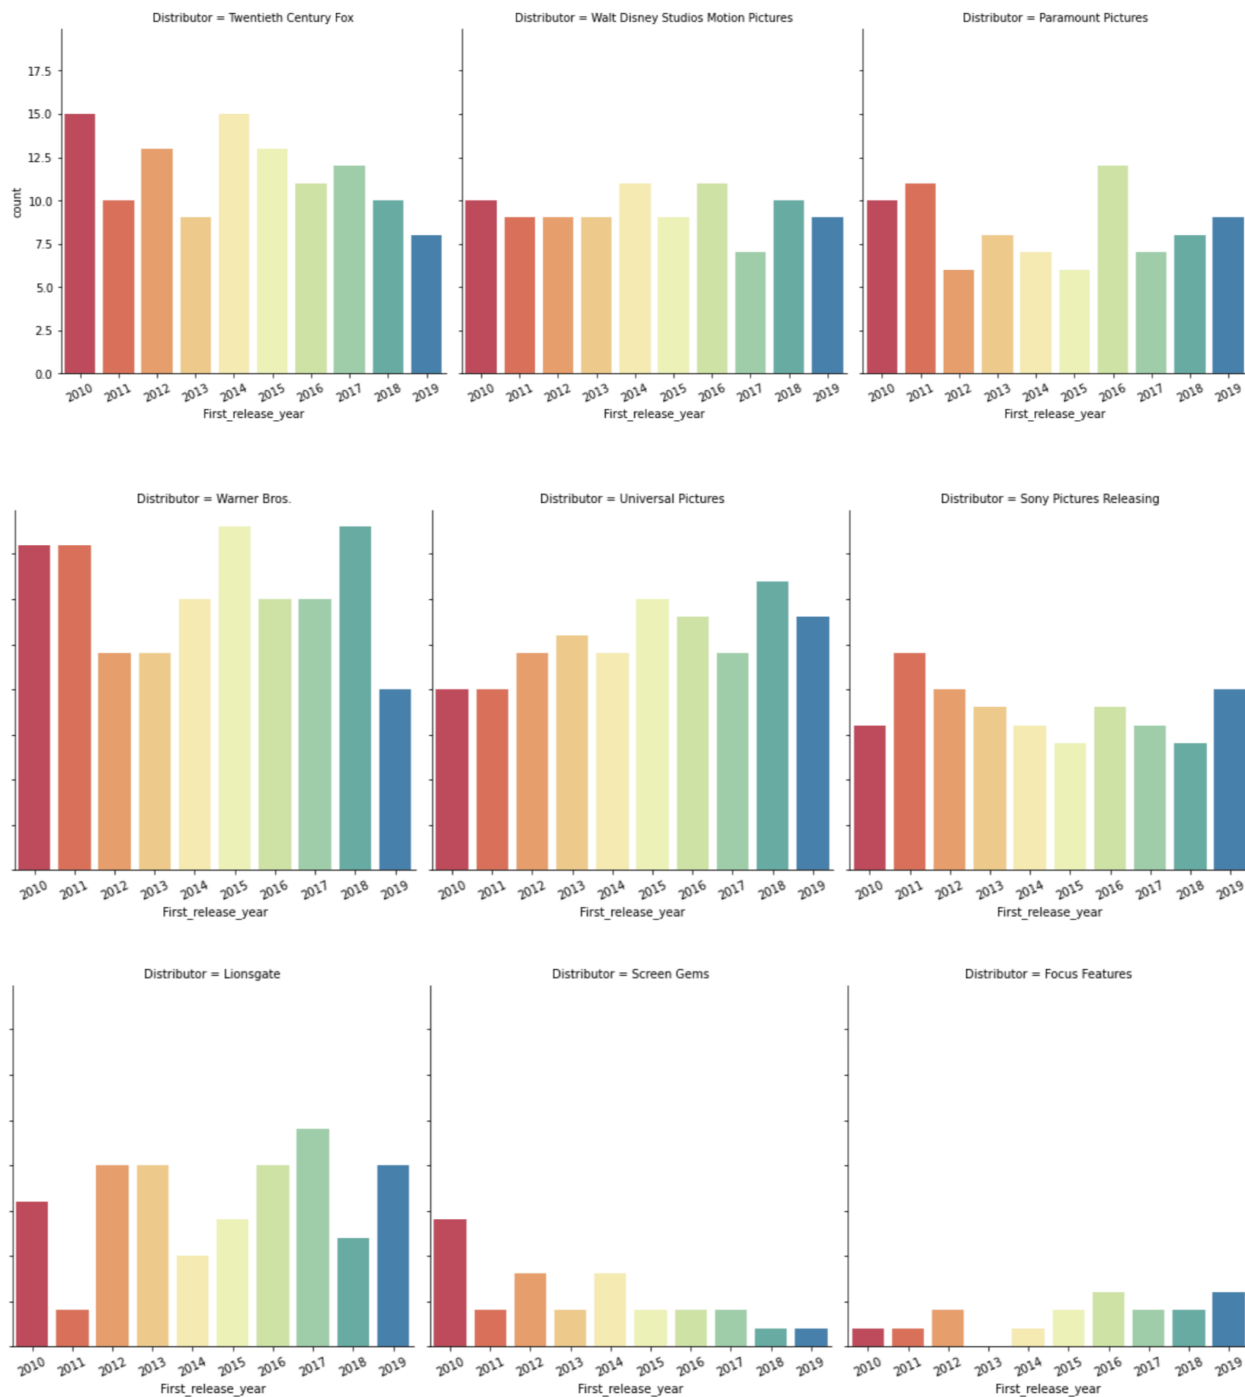 Distributor = Twentieth Century Fox
Distributor = Walt Disney Studios Motion Pictures
Distributor = Paramount Pictures
17.5
15.0
12.5
10.0
7.5
5.0
2.5
0.0
count
2010 2011 2012 2013 2014 2015 2016 2017 2018 2019
First_release_year
2010 2011 2012 2013 2014 2015 2016 2017 2018 2019
First_release_year
2010 2011 2012 2013 2014 2015 2016 2017 2018 2019
First_release_year
Distributor = Warner Bros.
Distributor = Universal Pictures
Distributor = Sony Pictures Releasing
2010 2011 2012 2013 2014 2015 2016 2017 2018 2019
First_release_year
2010 2011 2012 2013 2014 2015 2016 2017 2018 2019
First_release_year
2010 2011 2012 2013 2014 2015 2016 2017 2018 2019
First_release_year
Distributor = Lionsgate
Distributor = Screen Gems
Distributor = Focus Features
2010 2011 2012 2013 2014 2015 2016 2017 2018 2019
First_release_year
2010 2011 2012 2013 2014 2015 2016 2017 2018 2019
First_release_year
2010 2011 2012 2013 2014 2015 2016 2017 2018 2019
First_release_year